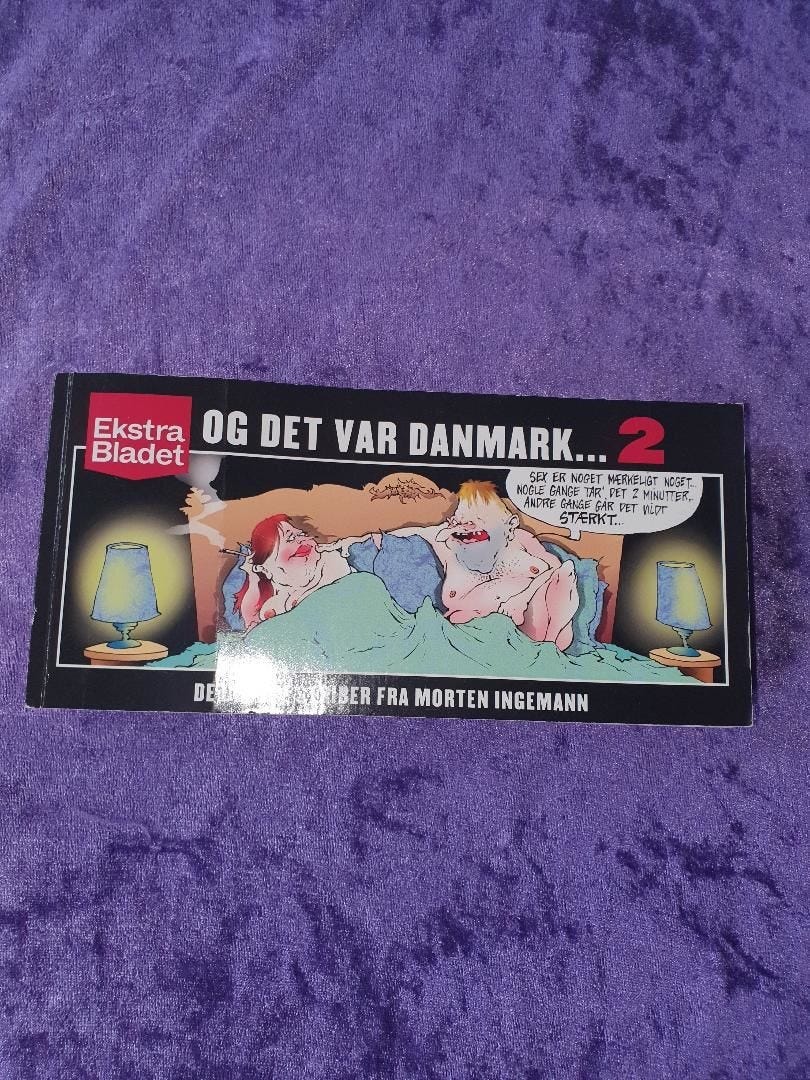 Ekstra
Bladet
OG DET VAR DANMARK... 2
SEX ER NOGET MÆRKELIGT NOGET...
NOGLE GANGE TAR' DET 2 MINUTTER..
ANDRE GANGE GÅR DET VILDT
STÆRKT...
FRA MORTEN INGEMANN